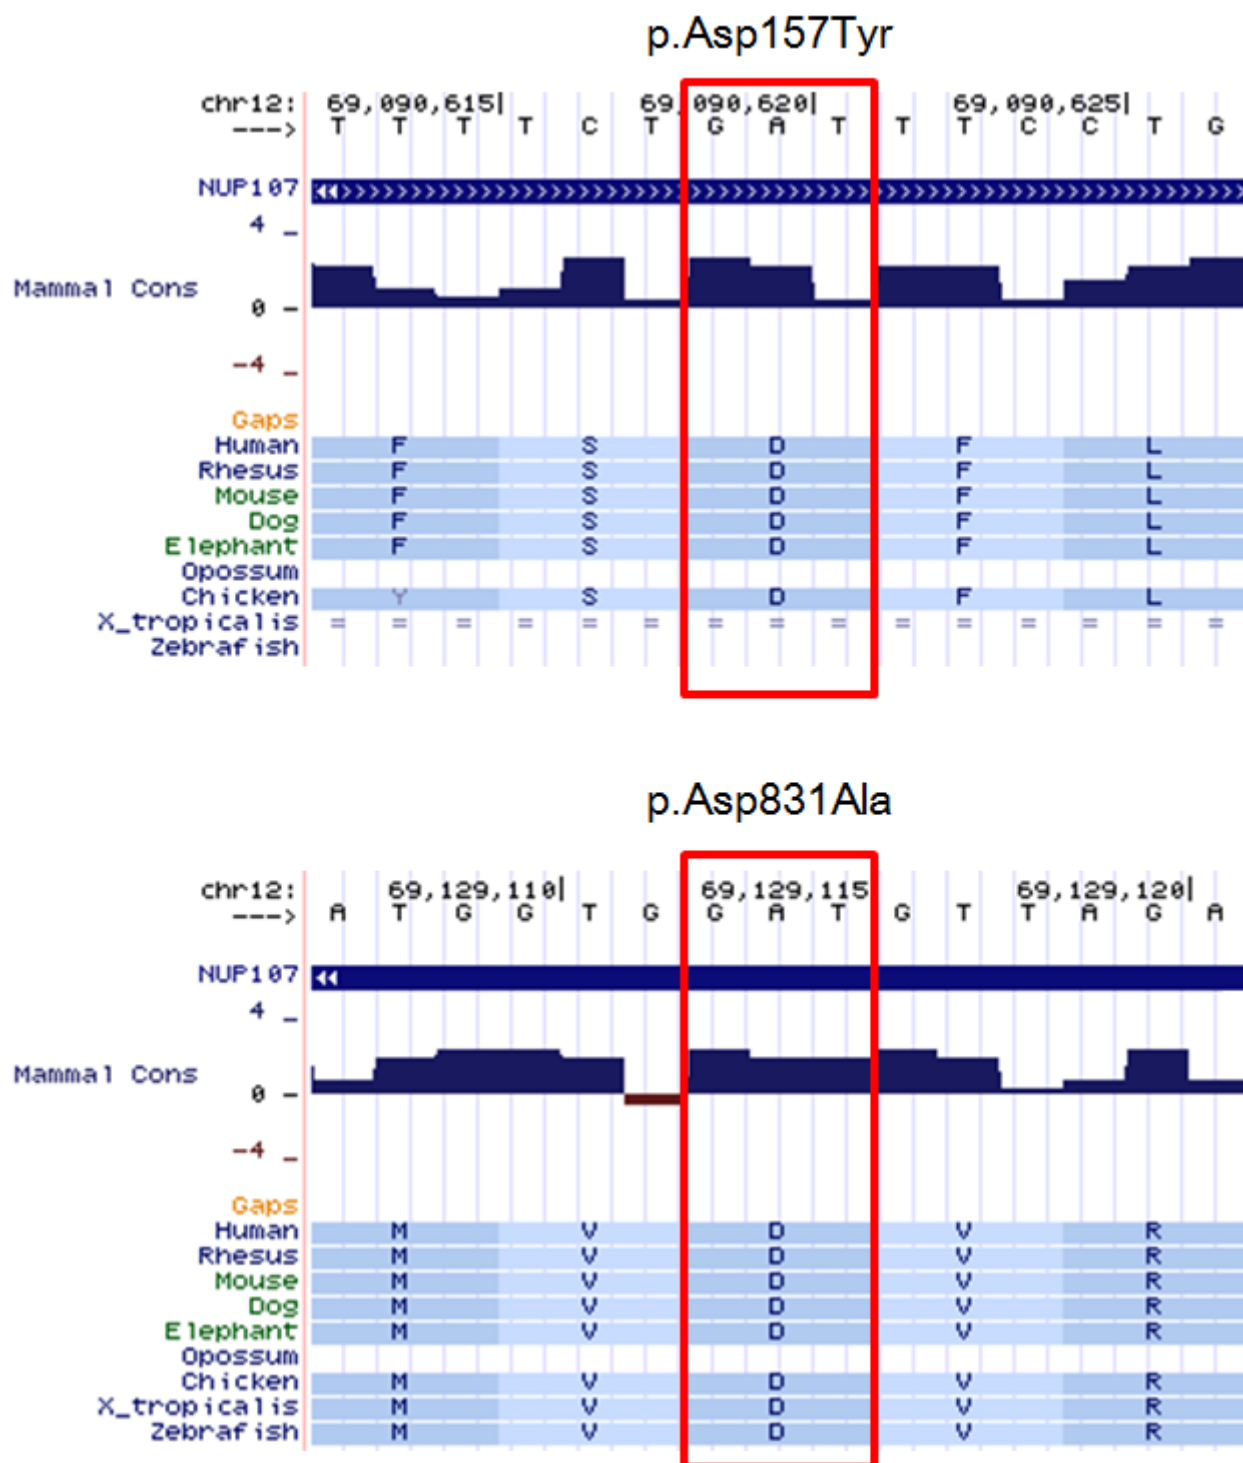 p.Asp157Tyr
chr12: 69,090,615| 69,090,620| 69,090,625|
---> T T T T C T G A T T T C C T G
NUP107
4 _
Mammal Cons
0 _
-4 _
Gaps
Human F S D F L
Rhesus F S D F L
Mouse F S D F L
Dog F S D F L
Elephant F S D F L
Opossum
Chicken Y S D F L
X_tropicalis = = = = = = = = = = = = = = =
Zebrafish
p.Asp831Ala
chr12: 69,129,110| 69,129,115 69,129,120|
---> A T G G T G G A T G T T A G A
NUP107
4 _
Mammal Cons
0 _
-4 _
Gaps
Human M V D V R
Rhesus M V D V R
Mouse M V D V R
Dog M V D V R
Elephant M V D V R
Opossum
Chicken M V D V R
X_tropicalis M V D V R
Zebrafish M V D V R